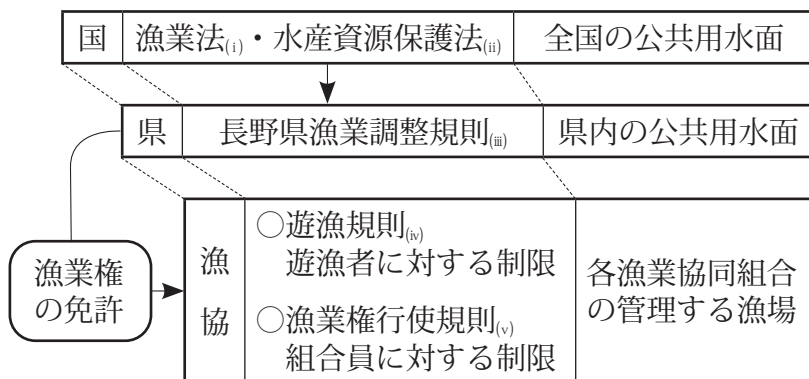 国 漁業法(ⅰ)・水産資源保護法(ⅱ) 全国の公共用水面
県 長野県漁業調整規則(ⅲ) 県内の公共用水面
漁業権
の免許
漁
協
○遊漁規則(ⅳ)
遊漁者に対する制限
○漁業権行使規則(ⅴ)
組合員に対する制限
各漁業協同組合
の管理する漁場